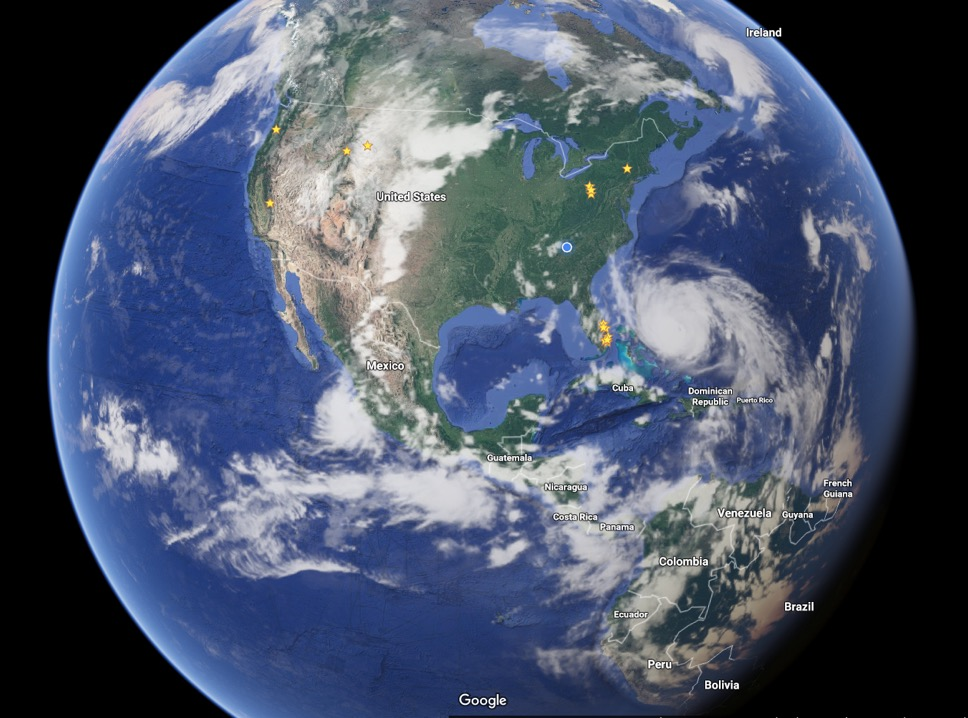 Ireland
United States
Mexico
Cuba
Dominican
Republic
Puerto Rico
Guatemala
Nicaragua
French
Guiana
Costa Rica
Panama
Venezuela
Guyana
Colombia
Brazil
Ecuador
Peru
Bolivia
Google